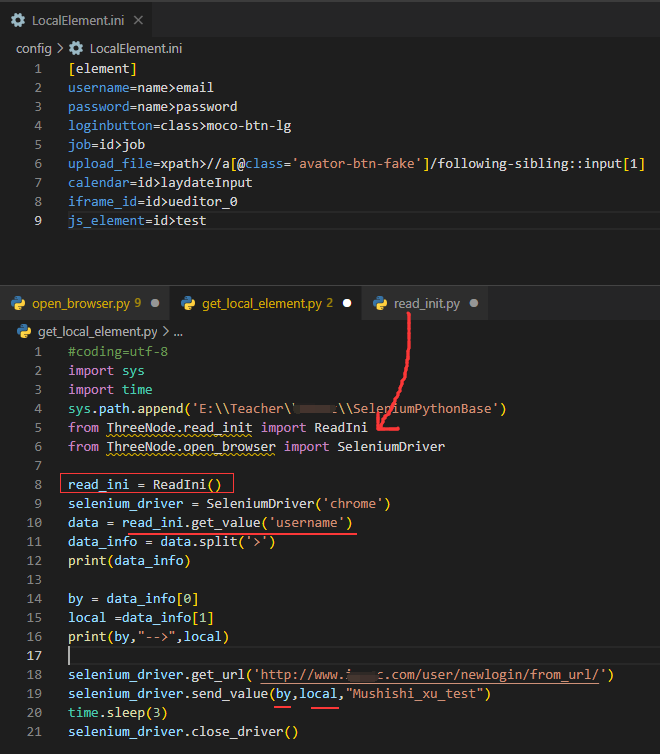 LocalElement.ini
config > LocalElement.ini
1 [element]
2 username=name>email
3 password=name>password
4 loginbutton=class>moco-btn-lg
5 job=id>job
6 upload_file=xpath>//a[@class='avator-btn-fake']/following-sibling::input[1]
7 calendar=id>laydateInput
8 iframe_id=id>ueditor_0
9 js_element=id>test
open_browser.py 9 get_local_element.py 2 read_init.py
get_local_element.py > ...
1 #coding=utf-8
2 import sys
3 import time
4 sys.path.append('E:\\Teacher\\SeleniumPythonBase')
5 from ThreeNode.read_init import ReadIni
6 from ThreeNode.open_browser import SeleniumDriver
7
8 read_ini = ReadIni()
9 selenium_driver = SeleniumDriver('chrome')
10 data = read_ini.get_value('username')
11 data_info = data.split('>')
12 print(data_info)
13
14 by = data_info[0]
15 local =data_info[1]
16 print(by,"-->",local)
17
18 selenium_driver.get_url('http://www. .com/user/newlogin/from_url/')
19 selenium_driver.send_value(by,local,"Mushishi_xu_test")
20 time.sleep(3)
21 selenium_driver.close_driver()